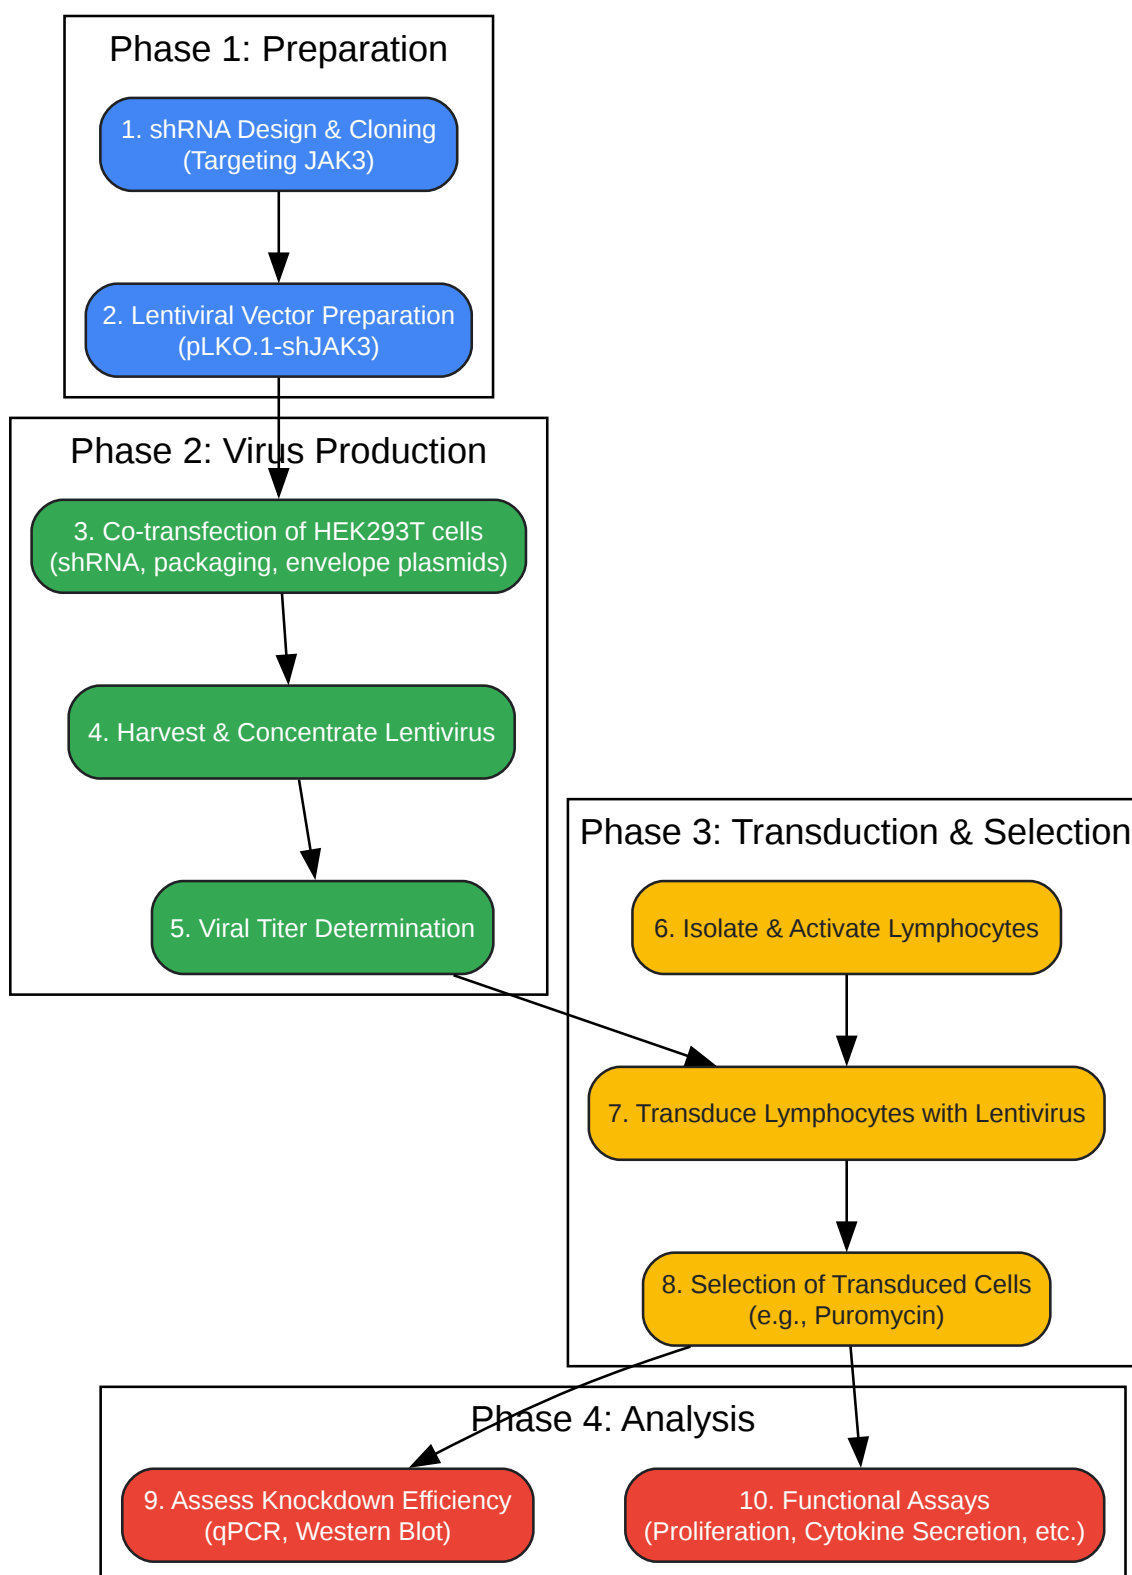 Phase 1: Preparation
1. shRNA Design & Cloning
(Targeting JAK3)
2. Lentiviral Vector Preparation
(pLKO.1-shJAK3)
Phase 2: Virus Production
3. Co-transfection of HEK293T cells
(shRNA, packaging, envelope plasmids)
4. Harvest & Concentrate Lentivirus
5. Viral Titer Determination
Phase 3: Transduction & Selection
6. Isolate & Activate Lymphocytes
7. Transduce Lymphocytes with Lentivirus
8. Selection of Transduced Cells
(e.g., Puromycin)
Phase 4: Analysis
9. Assess Knockdown Efficiency
(qPCR, Western Blot)
10. Functional Assays
(Proliferation, Cytokine Secretion, etc.)